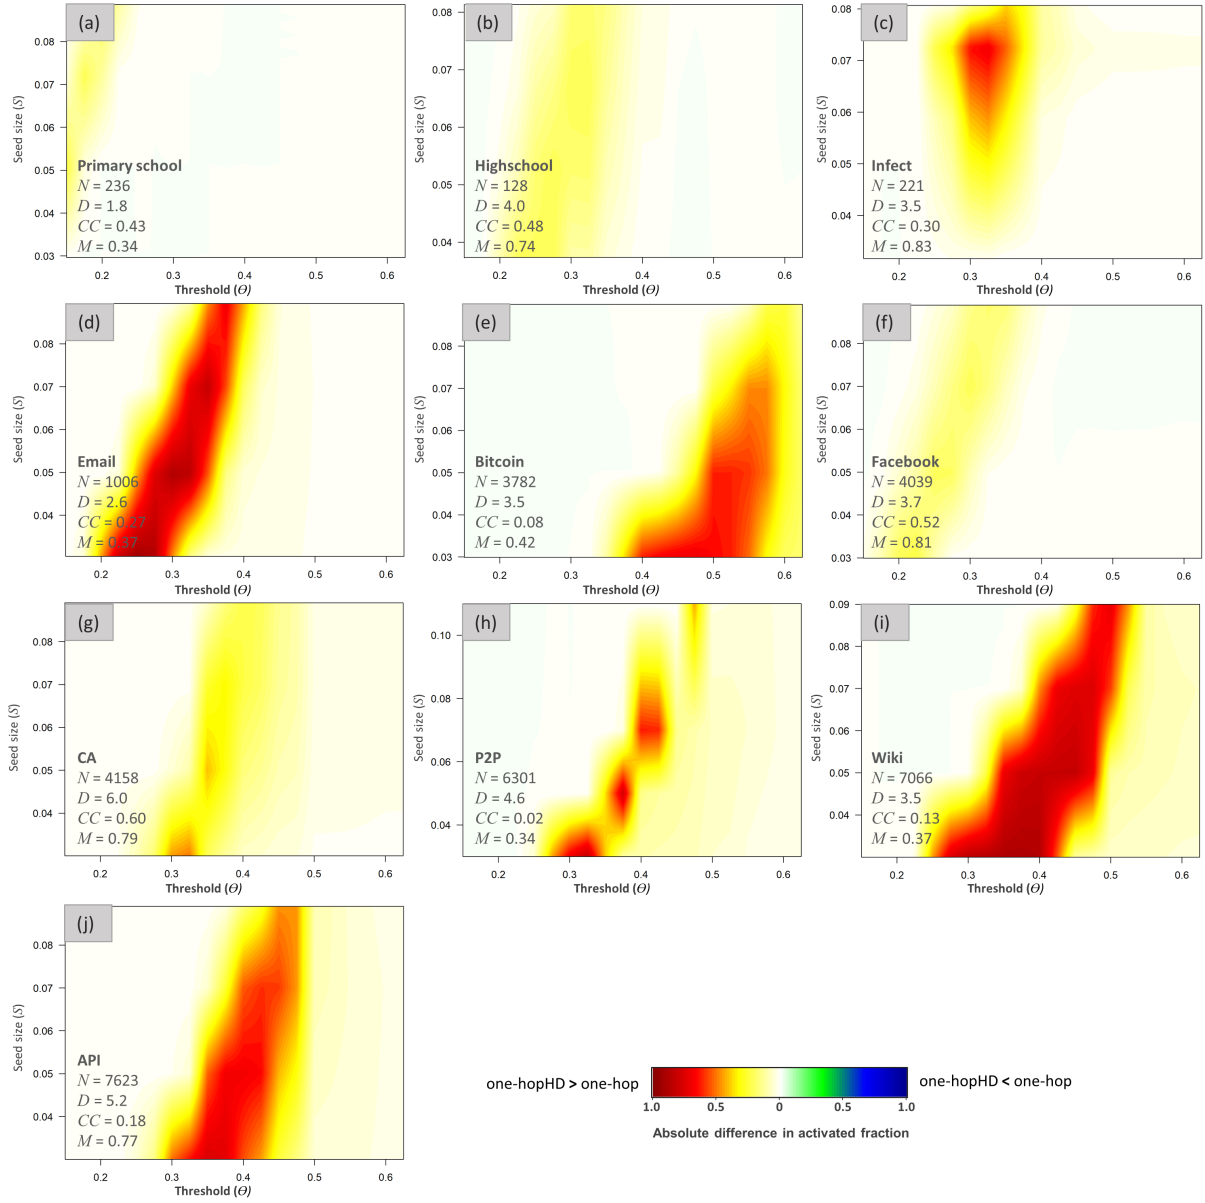 (a)
Seed size (S)
0.08
0.07
0.06
0.05
0.04
0.03
Primary school
N = 236
D = 1.8
CC = 0.43
M = 0.34
0.2 0.3 0.4 0.5 0.6
Threshold (Θ)
(b)
Seed size (S)
0.08
0.07
0.06
0.05
0.04
Highschool
N = 128
D = 4.0
CC = 0.48
M = 0.74
0.2 0.3 0.4 0.5 0.6
Threshold (Θ)
(c)
Seed size (S)
0.08
0.07
0.06
0.05
0.04
Infect
N = 221
D = 3.5
CC = 0.30
M = 0.83
0.2 0.3 0.4 0.5 0.6
Threshold (Θ)
(d)
Seed size (S)
0.08
0.07
0.06
0.05
0.04
Email
N = 1006
D = 2.6
CC = 0.27
M = 0.37
0.2 0.3 0.4 0.5 0.6
Threshold (Θ)
(e)
Seed size (S)
0.08
0.07
0.06
0.05
0.04
0.03
Bitcoin
N = 3782
D = 3.5
CC = 0.08
M = 0.42
0.2 0.3 0.4 0.5 0.6
Threshold (Θ)
(f)
Seed size (S)
0.08
0.07
0.06
0.05
0.04
0.03
Facebook
N = 4039
D = 3.7
CC = 0.52
M = 0.81
0.2 0.3 0.4 0.5 0.6
Threshold (Θ)
(g)
Seed size (S)
0.08
0.07
0.06
0.05
0.04
CA
N = 4158
D = 6.0
CC = 0.60
M = 0.79
0.2 0.3 0.4 0.5 0.6
Threshold (Θ)
(h)
Seed size (S)
0.10
0.08
0.06
0.04
P2P
N = 6301
D = 4.6
CC = 0.02
M = 0.34
0.2 0.3 0.4 0.5 0.6
Threshold (Θ)
(i)
Seed size (S)
0.09
0.08
0.07
0.06
0.05
0.04
Wiki
N = 7066
D = 3.5
CC = 0.13
M = 0.37
0.2 0.3 0.4 0.5 0.6
Threshold (Θ)
(j)
Seed size (S)
0.08
0.07
0.06
0.05
0.04
API
N = 7623
D = 5.2
CC = 0.18
M = 0.77
0.2 0.3 0.4 0.5 0.6
Threshold (Θ)
one-hopHD > one-hop
one-hopHD < one-hop
1.0 0.5 0 0.5 1.0
Absolute difference in activated fraction